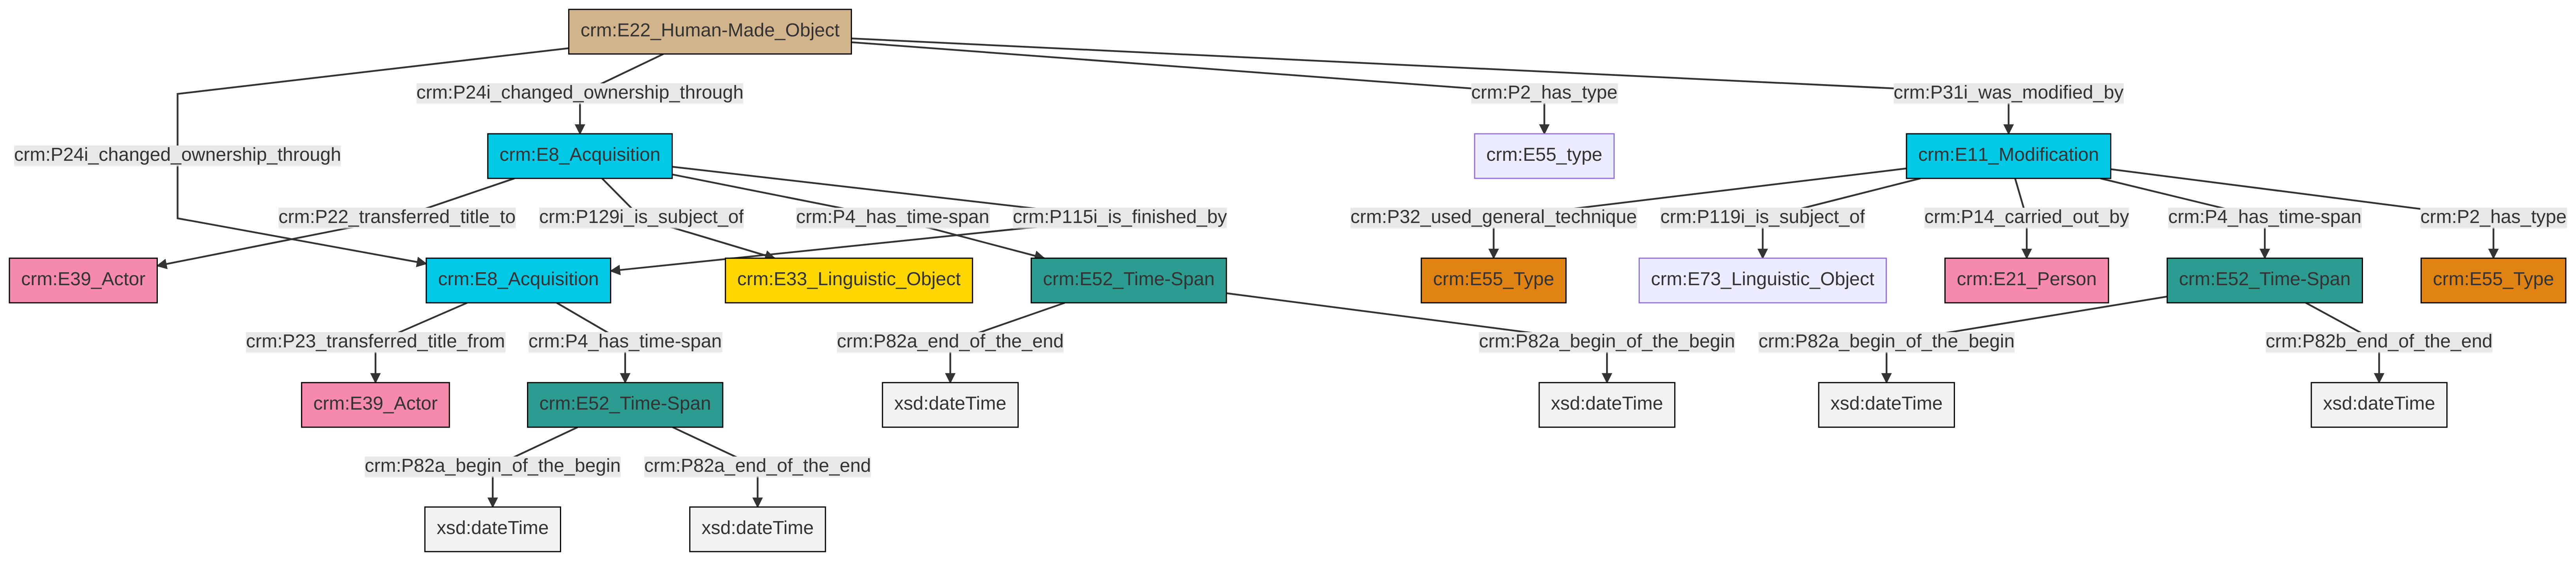 crm:E22_Human-Made_Object
crm:P24i_changed_ownership_through
crm:P2_has_type
crm:P31i_was_modified_by
crm:P24i_changed_ownership_through
crm:E8_Acquisition
crm:E55_type
crm:E11_Modification
crm:P22_transferred_title_to
crm:P129i_is_subject_of
crm:P4_has_time-span
crm:P115i_is_finished_by
crm:P32_used_general_technique
crm:P119i_is_subject_of
crm:P14_carried_out_by
crm:P4_has_time-span
crm:P2_has_type
crm:E39_Actor
crm:E8_Acquisition
crm:E33_Linguistic_Object
crm:E52_Time-Span
crm:E55_Type
crm:E73_Linguistic_Object
crm:E21_Person
crm:E52_Time-Span
crm:E55_Type
crm:P23_transferred_title_from
crm:P4_has_time-span
crm:P82a_end_of_the_end
crm:P82a_begin_of_the_begin
crm:P82a_begin_of_the_begin
crm:P82b_end_of_the_end
crm:E39_Actor
crm:E52_Time-Span
xsd:dateTime
xsd:dateTime
xsd:dateTime
xsd:dateTime
crm:P82a_begin_of_the_begin
crm:P82a_end_of_the_end
xsd:dateTime
xsd:dateTime